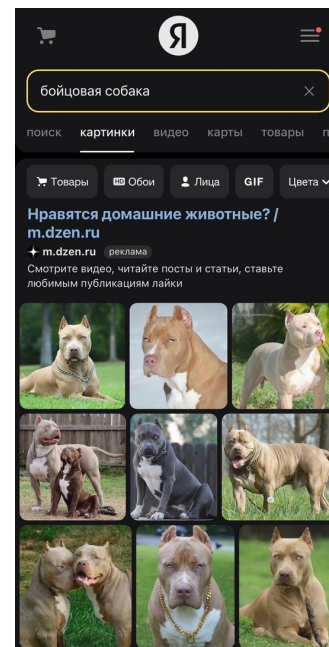 Я
бойцовая собака
поиск картинки видео карты товары п
Товары HD Обои Лица GIF Цвета
Нравятся домашние животные? /
m.dzen.ru
m.dzen.ru реклама
Смотрите видео, читайте посты и статьи, ставьте
любимым публикациям лайки